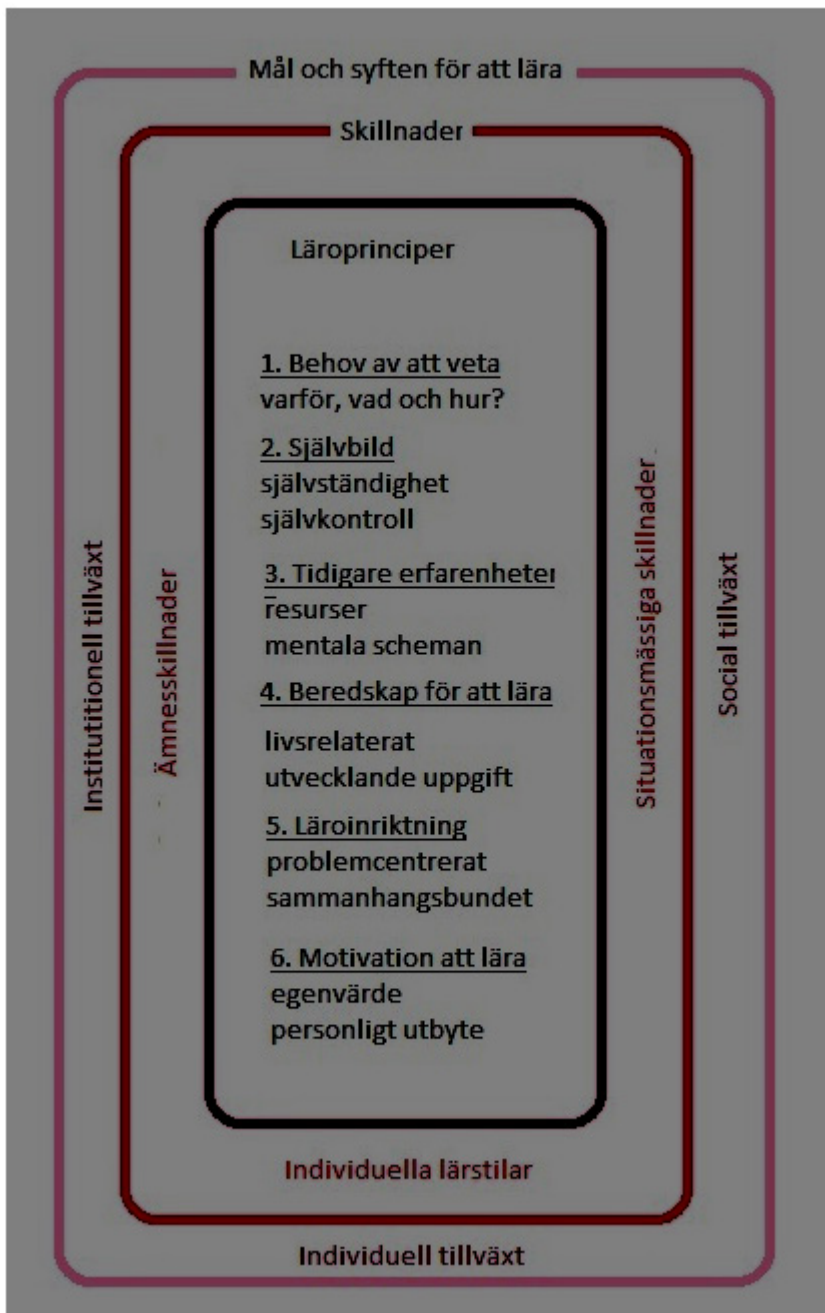 Mål och syften för att lära
Skillnader
Läroprinciper
1. Behov av att veta
varför, vad och hur?
2. Självbild
självständighet
självkontroll
3. Tidigare erfarenheter
resurser
mentala scheman
4. Beredskap för att lära
livsrelaterat
utvecklande uppgift
5. Läroinriktning
problemcentrerat
sammanhangsbundet
6. Motivation att lära
egenvärde
personligt utbyte
Institutitionell tillväxt
Ämnesskillnader
Situationsmässiga skillnader
Social tillväxt
Individuella lärstilar
Individuell tillväxt